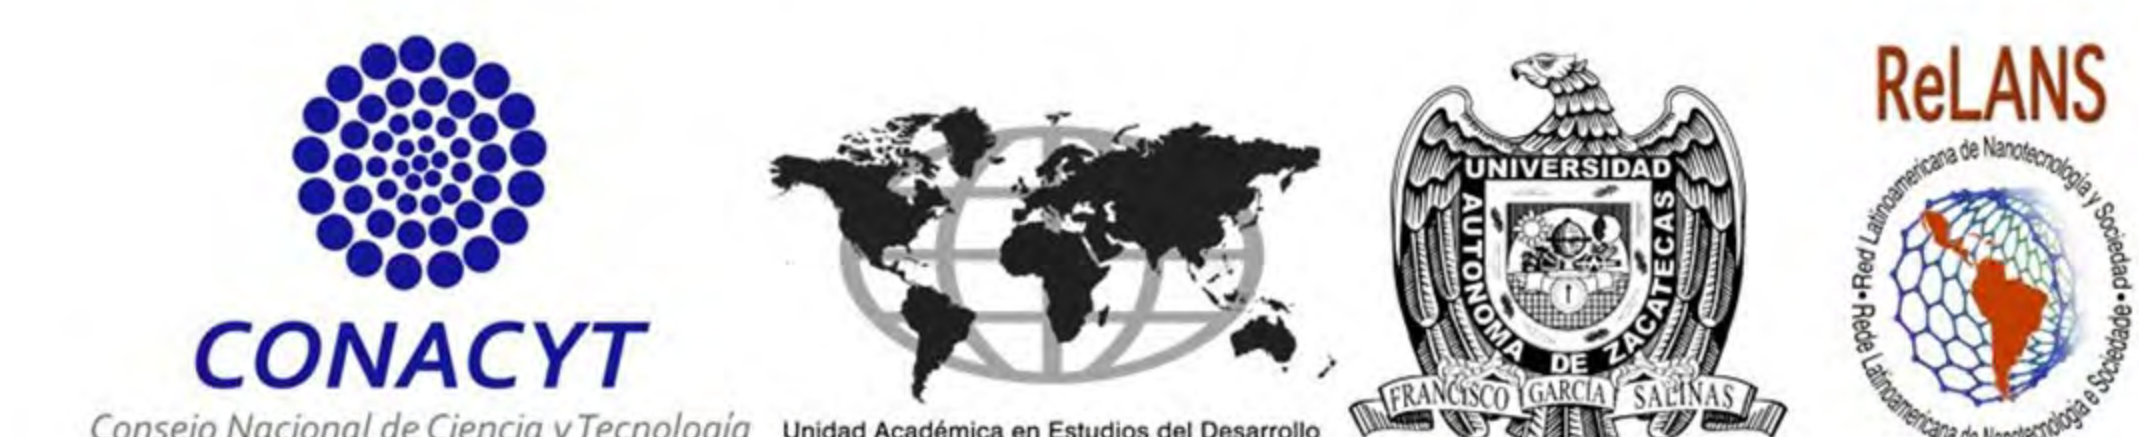 CONACYT
Consejo Nacional de Ciencia y Tecnología
Unidad Académica en Estudios del Desarrollo
UNIVERSIDAD
AUTONOMA
DE
ZACATECAS
FRANCISCO GARCÍA SALINAS
ReLANS
Red Latinoamericana de Nanotecnología y Sociedad •
Rede Latinoamericana de Nanotecnologia e Sociedade •